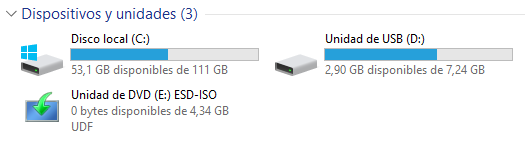 Dispositivos y unidades (3)
Disco local (C:)
53,1 GB disponibles de 111 GB
Unidad de USB (D:)
2,90 GB disponibles de 7,24 GB
Unidad de DVD (E:) ESD-ISO
0 bytes disponibles de 4,34 GB
UDF